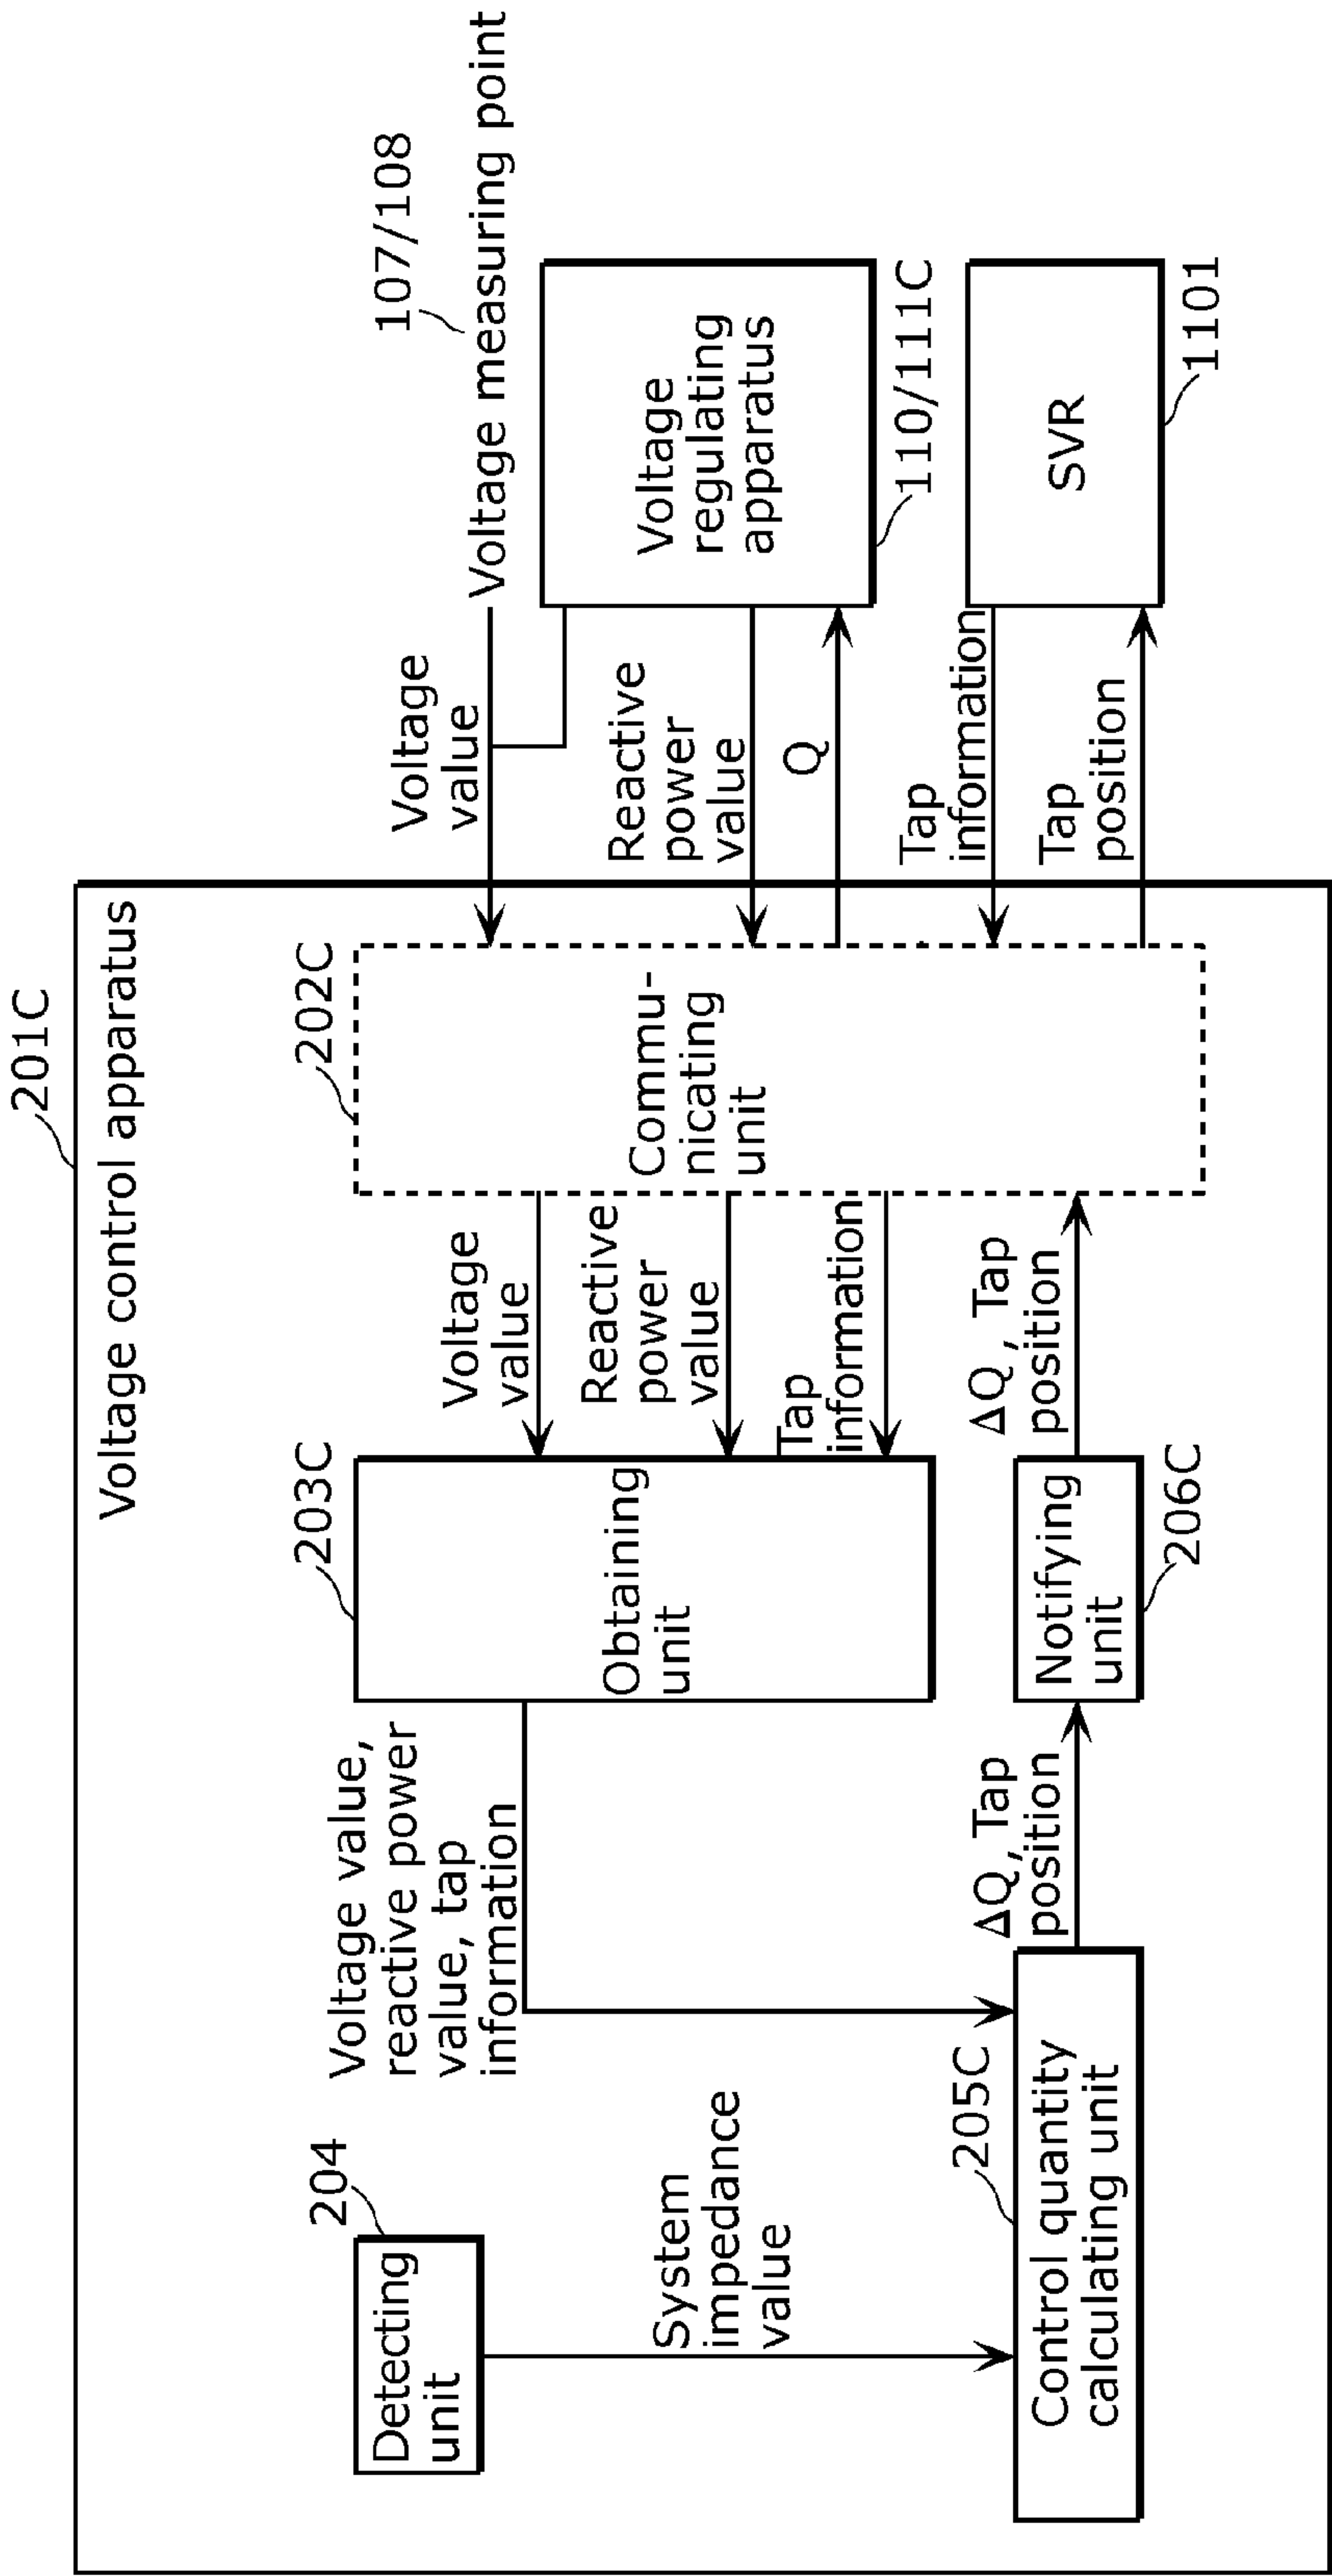 201C
Voltage control apparatus
204
Detecting
unit
System
impedance
value
205C
Control quantity
calculating unit
Voltage value,
reactive power
value, tap
information
203C
Obtaining
unit
ΔQ, Tap
position
Notifying
unit
206C
Voltage
value
Reactive
power
value
Tap
information
ΔQ, Tap
position
202C
Commu-
nicating
unit
Voltage
value
Reactive
power
value
Q
Tap
information
Tap
position
107/108
Voltage measuring point
Voltage
regulating
apparatus
110/111C
SVR
1101